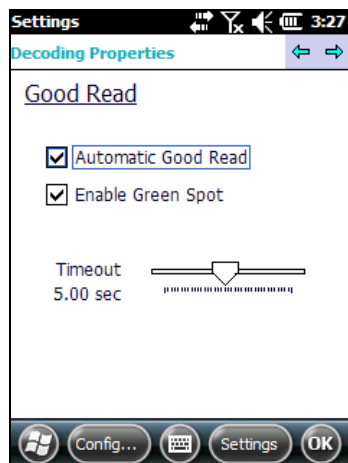 Settings 3:27
Decoding Properties
Good Read
Automatic Good Read
Enable Green Spot
Timeout
5.00 sec
Config... Settings OK